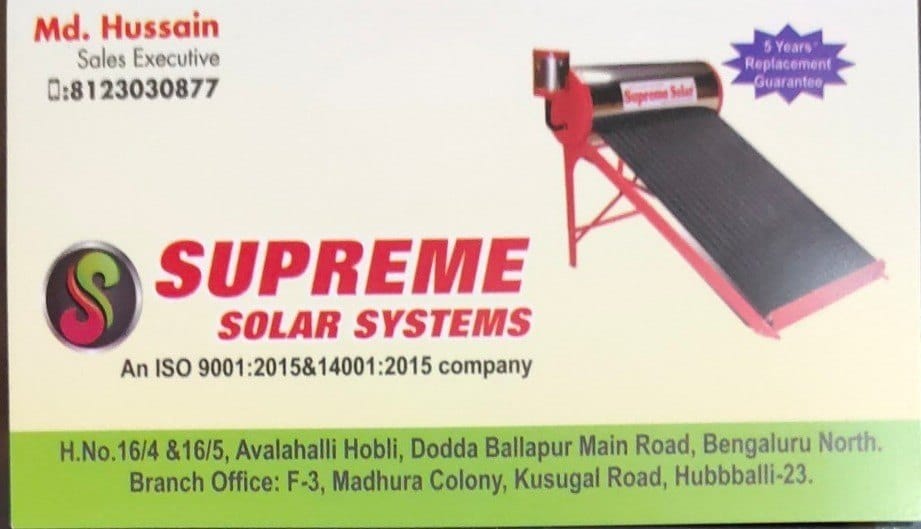 Md. Hussain
Sales Executive
:8123030877
5 Years
Replacement
Guarantee
Supreme Solar
S
SUPREME
SOLAR SYSTEMS
An ISO 9001:2015&14001:2015 company
H.No.16/4 &16/5, Avalahalli Hobli, Dodda Ballapur Main Road, Bengaluru North.
Branch Office: F-3, Madhura Colony, Kusugal Road, Hubbballi-23.